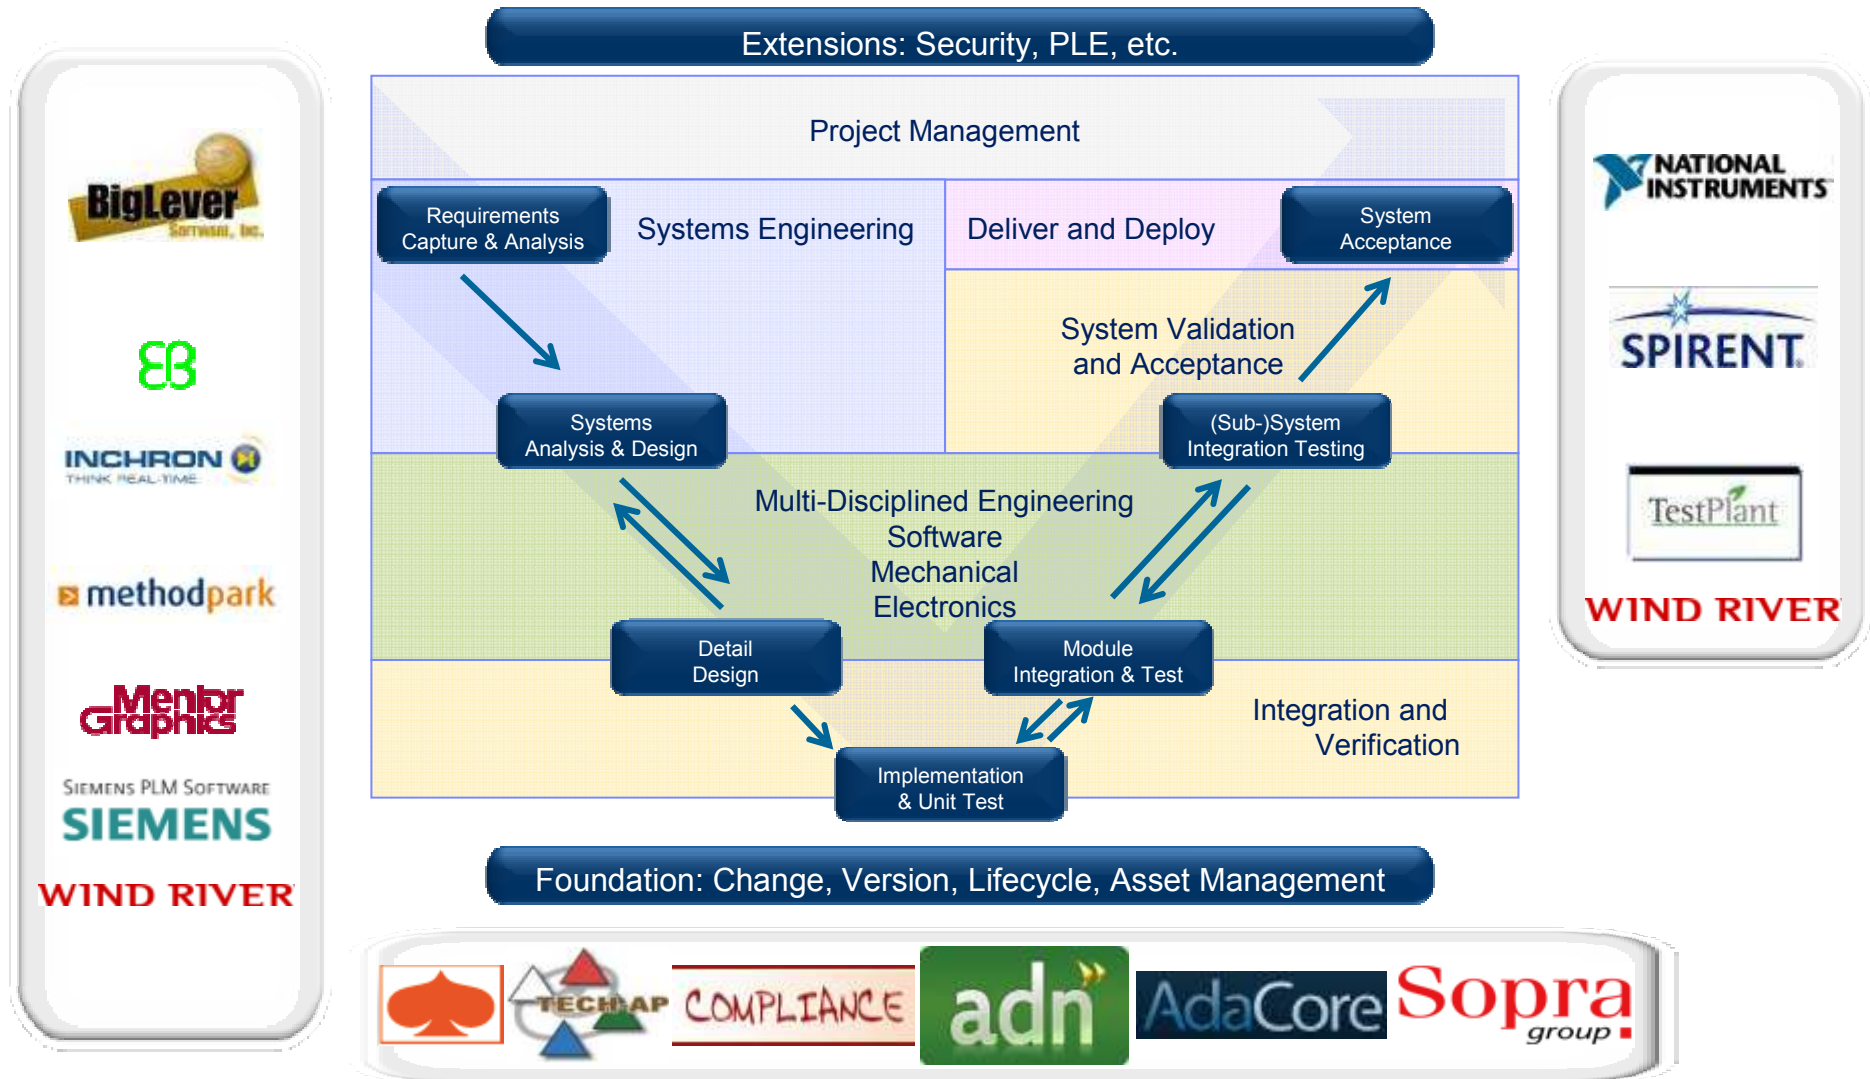 Extensions: Security, PLE, etc.
Project Management
Requirements
Capture & Analysis
Systems Engineering
Deliver and Deploy
System
Acceptance
System Validation
and Acceptance
Systems
Analysis & Design
(Sub-)System
Integration Testing
Multi-Disciplined Engineering
Software
Mechanical
Electronics
Detail
Design
Module
Integration & Test
Integration and
Verification
Implementation
& Unit Test
Foundation: Change, Version, Lifecycle, Asset Management
BigLever
Software, Inc.
EB
INCHRON
THINK REAL-TIME
methodpark
Mentor
Graphics
SIEMENS PLM SOFTWARE
SIEMENS
WIND RIVER
NATIONAL
INSTRUMENTS
SPIRENT
TestPlant
WIND RIVER
TECH-AP
COMPLIANCE
adn
AdaCore
Sopra
group